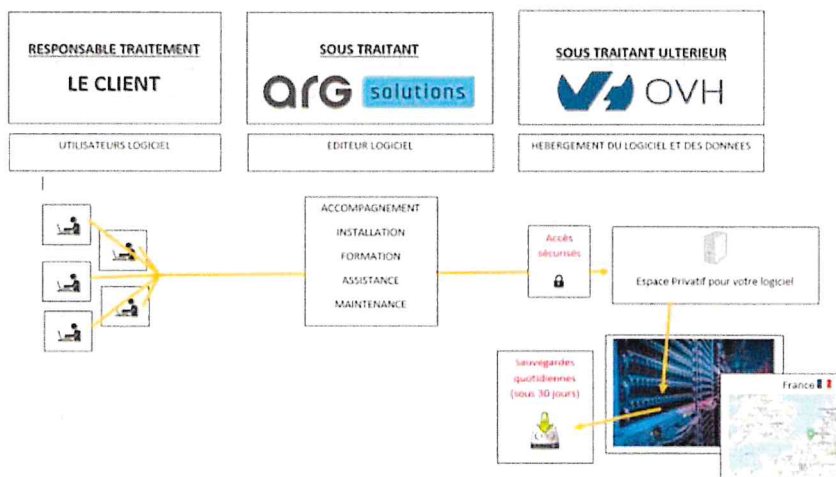 RESPONSABLE TRAITEMENT
LE CLIENT
SOUS TRAITANT
arG solutions
SOUS TRAITANT ULTERIEUR
OVH
UTILISATEURS LOGICIEL
EDITEUR LOGICIEL
HEBERGEMENT DU LOGICIEL ET DES DONNEES
ACCOMPAGNEMENT
INSTALLATION
FORMATION
ASSISTANCE
MAINTENANCE
Accès
sécurisés
Espace Privatif pour votre logiciel
Sauvegardes
quotidiennes
(sous 30 jours)
France